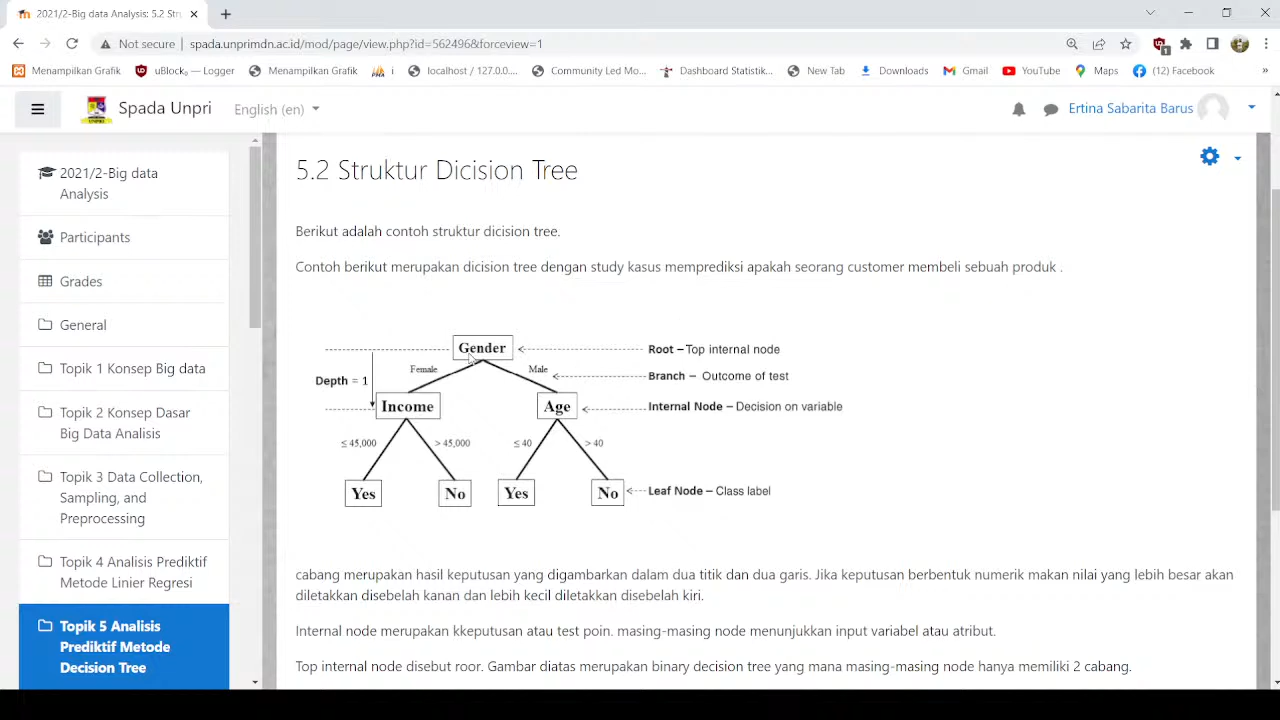 2021/2-Big data Analysis: 5.2 Str
Not secure | spada.unprimdn.ac.id/mod/page/view.php?id=562496&forceview=1
Menampilkan Grafik
uBlock₀ — Logger
Menampilkan Grafik
i
localhost / 127.0.0....
Community Led Mo...
Dashboard Statistik...
New Tab
Downloads
Gmail
YouTube
Maps
(12) Facebook
»
Spada Unpri
English (en)
Ertina Sabarita Barus
2021/2-Big data
Analysis
Participants
Grades
General
Topik 1 Konsep Big data
Topik 2 Konsep Dasar
Big Data Analysis
Topik 3 Data Collection,
Sampling, and
Preprocessing
Topik 4 Analisis Prediktif
Metode Linier Regresi
Topik 5 Analisis
Prediktif Metode
Decision Tree
5.2 Struktur Dicision Tree
Berikut adalah contoh struktur dicision tree.
Contoh berikut merupakan dicision tree dengan study kasus memprediksi apakah seorang customer membeli sebuah produk .
Gender
Root – Top internal node
Female
Male
Branch – Outcome of test
Depth = 1
Income
Age
Internal Node – Decision on variable
≤ 45,000
> 45,000
≤ 40
> 40
Yes
No
Yes
No
Leaf Node – Class label
cabang merupakan hasil keputusan yang digambarkan dalam dua titik dan dua garis. Jika keputusan berbentuk numerik makan nilai yang lebih besar akan
diletakkan disebelah kanan dan lebih kecil diletakkan disebelah kiri.
Internal node merupakan kkeputusan atau test poin. masing-masing node menunjukkan input variabel atau atribut.
Top internal node disebut roor. Gambar diatas merupakan binary decision tree yang mana masing-masing node hanya memiliki 2 cabang.